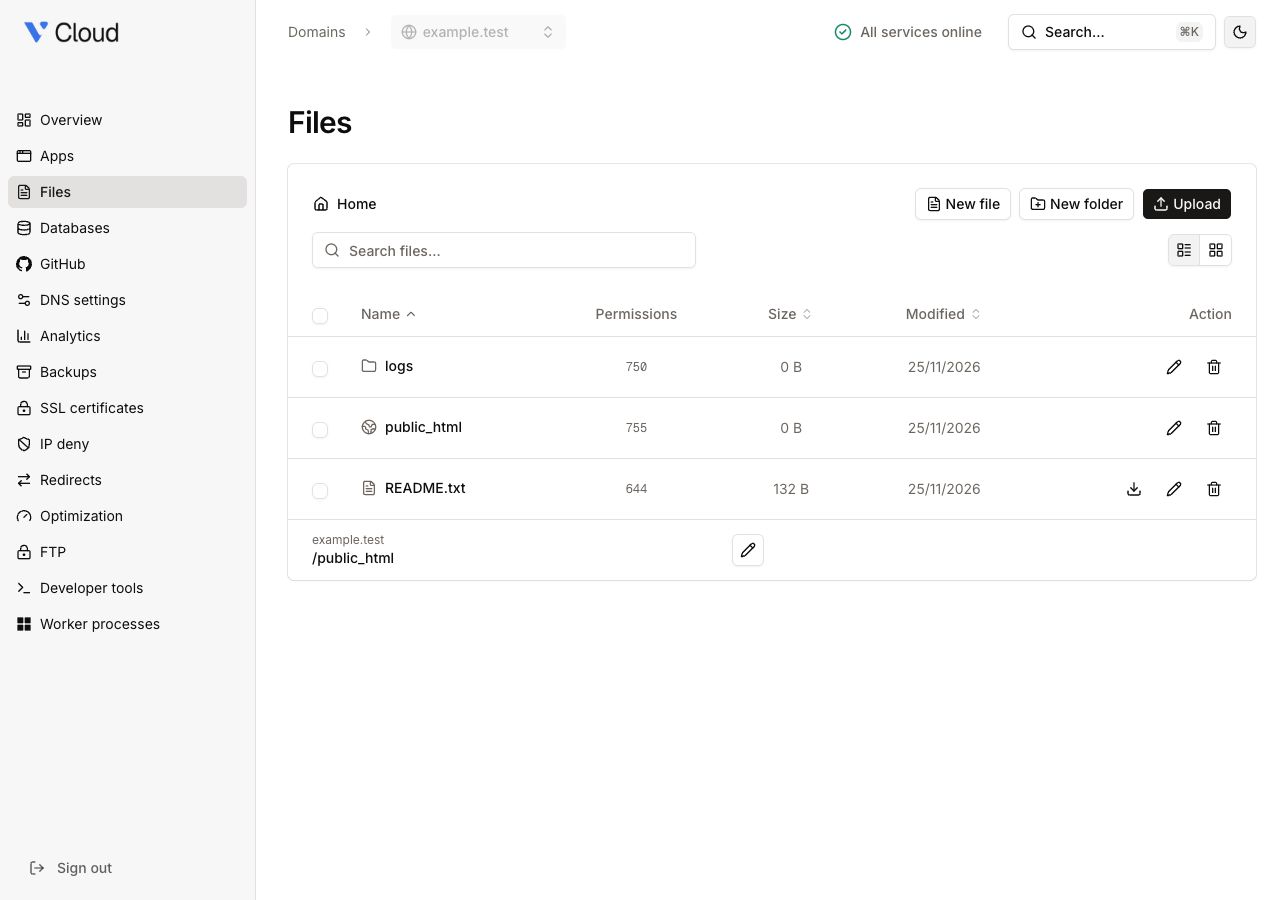 Cloud
Domains
example.test
All services online
Search...
⌘K
Overview
Apps
Files
Databases
GitHub
DNS settings
Analytics
Backups
SSL certificates
IP deny
Redirects
Optimization
FTP
Developer tools
Worker processes
Sign out
Files
Home
New file
New folder
Upload
Search files...
Name Permissions Size Modified Action
logs 750 0 B 25/11/2026
public_html 755 0 B 25/11/2026
README.txt 644 132 B 25/11/2026
example.test
/public_html